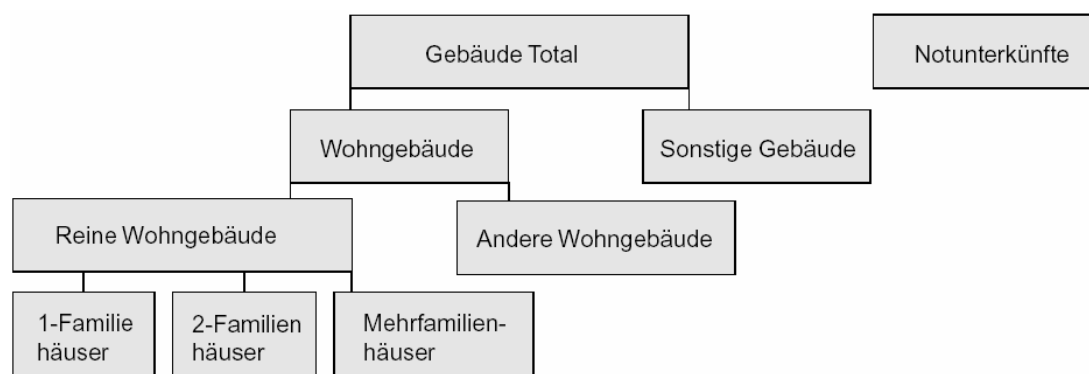 Gebäude Total
Notunterkünfte
Wohngebäude
Sonstige Gebäude
Reine Wohngebäude
Andere Wohngebäude
1-Familie
häuser
2-Familien
häuser
Mehrfamilien-
häuser